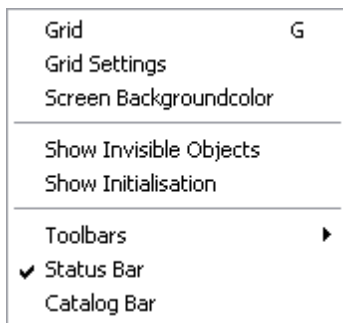 Grid G
Grid Settings
Screen Backgroundcolor
Show Invisible Objects
Show Initialisation
Toolbars
Status Bar
Catalog Bar